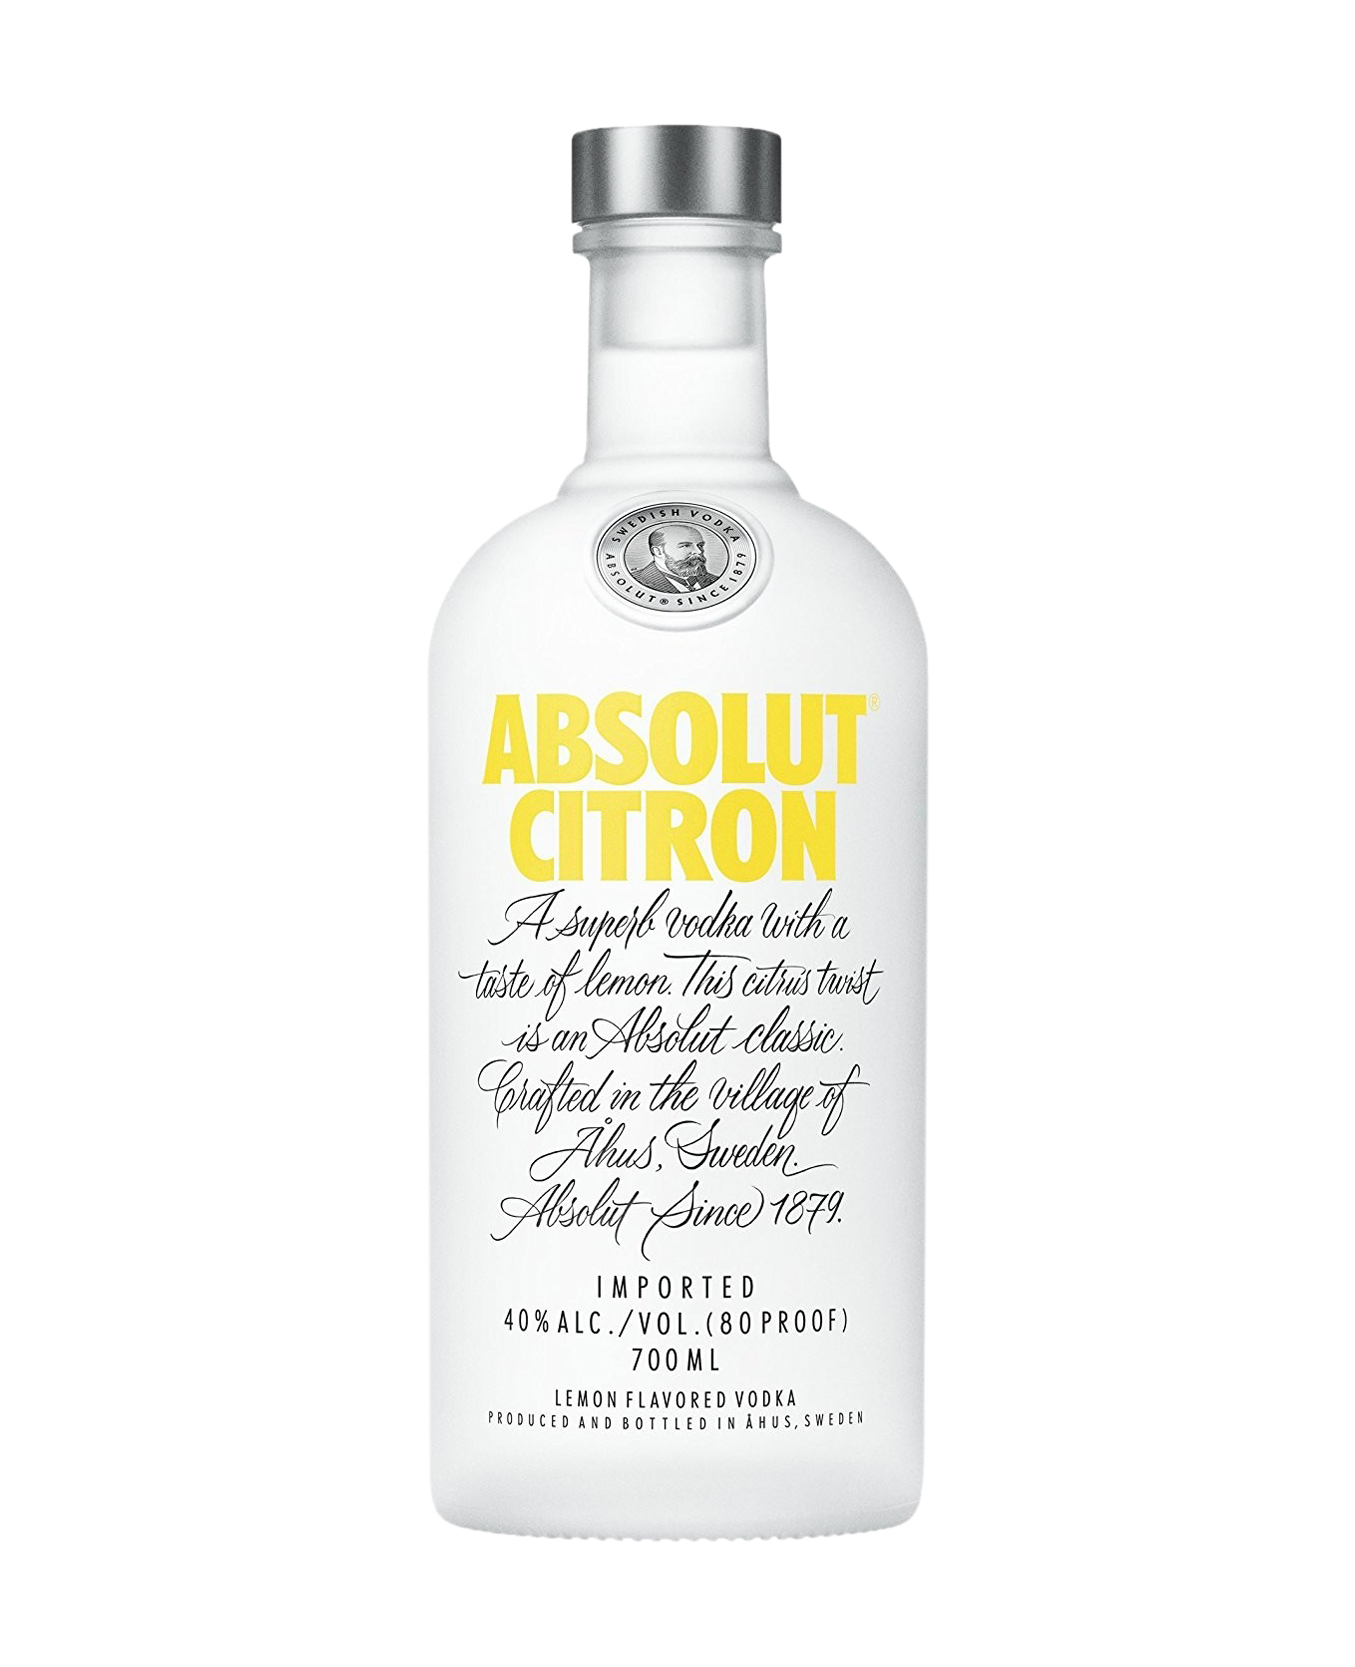 SWEDISH VODKA
ABSOLUT® SINCE 1879
ABSOLUT®
CITRON
A superb vodka with a
taste of lemon. This citrus twist
is an Absolut classic.
Crafted in the village of
Åhus, Sweden.
Absolut Since 1879.
IMPORTED
40% ALC./VOL. (80 PROOF)
700 ML
LEMON FLAVORED VODKA
PRODUCED AND BOTTLED IN ÅHUS, SWEDEN